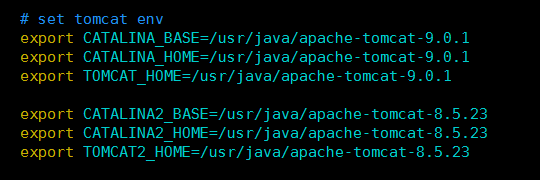 # set tomcat env
export CATALINA_BASE=/usr/java/apache-tomcat-9.0.1
export CATALINA_HOME=/usr/java/apache-tomcat-9.0.1
export TOMCAT_HOME=/usr/java/apache-tomcat-9.0.1
export CATALINA2_BASE=/usr/java/apache-tomcat-8.5.23
export CATALINA2_HOME=/usr/java/apache-tomcat-8.5.23
export TOMCAT2_HOME=/usr/java/apache-tomcat-8.5.23